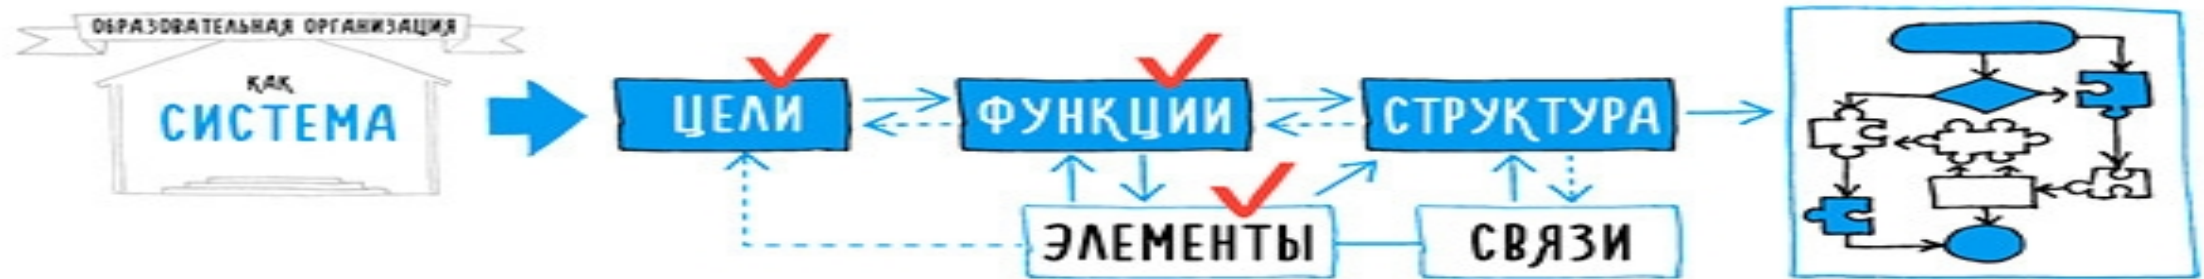 ОБРАЗОВАТЕЛЬНАЯ ОРГАНИЗАЦИЯ
КАК
СИСТЕМА
ЦЕЛИ
ФУНКЦИИ
СТРУКТУРА
ЭЛЕМЕНТЫ
СВЯЗИ